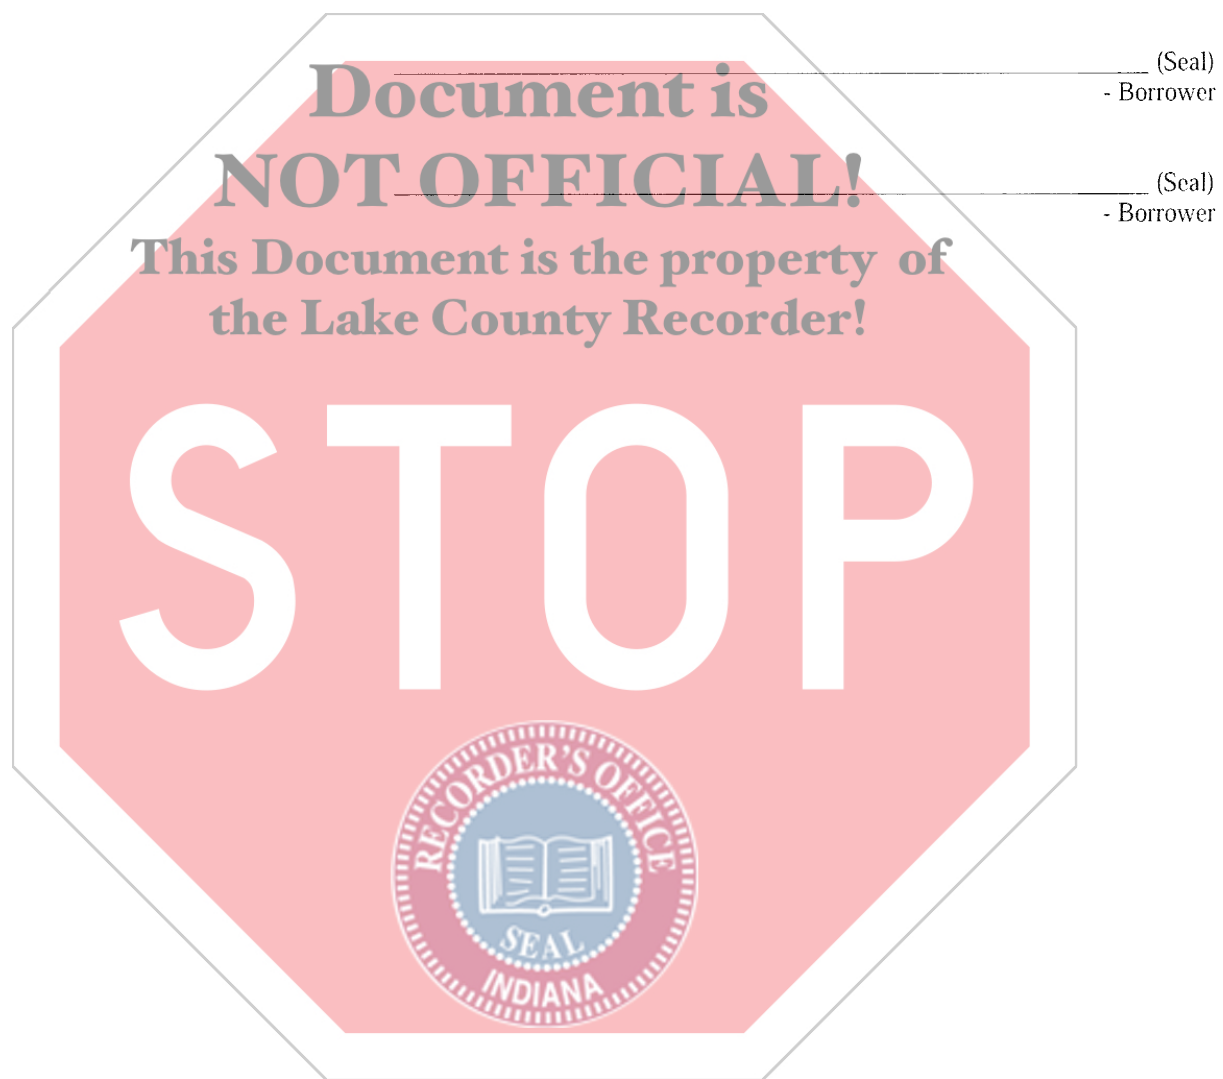 (Seal)
- Borrower
(Seal)
- Borrower
Document is
NOT OFFICIAL!
This Document is the property of
the Lake County Recorder!
STOP
RECORDER'S OFFICE
SEAL
INDIANA